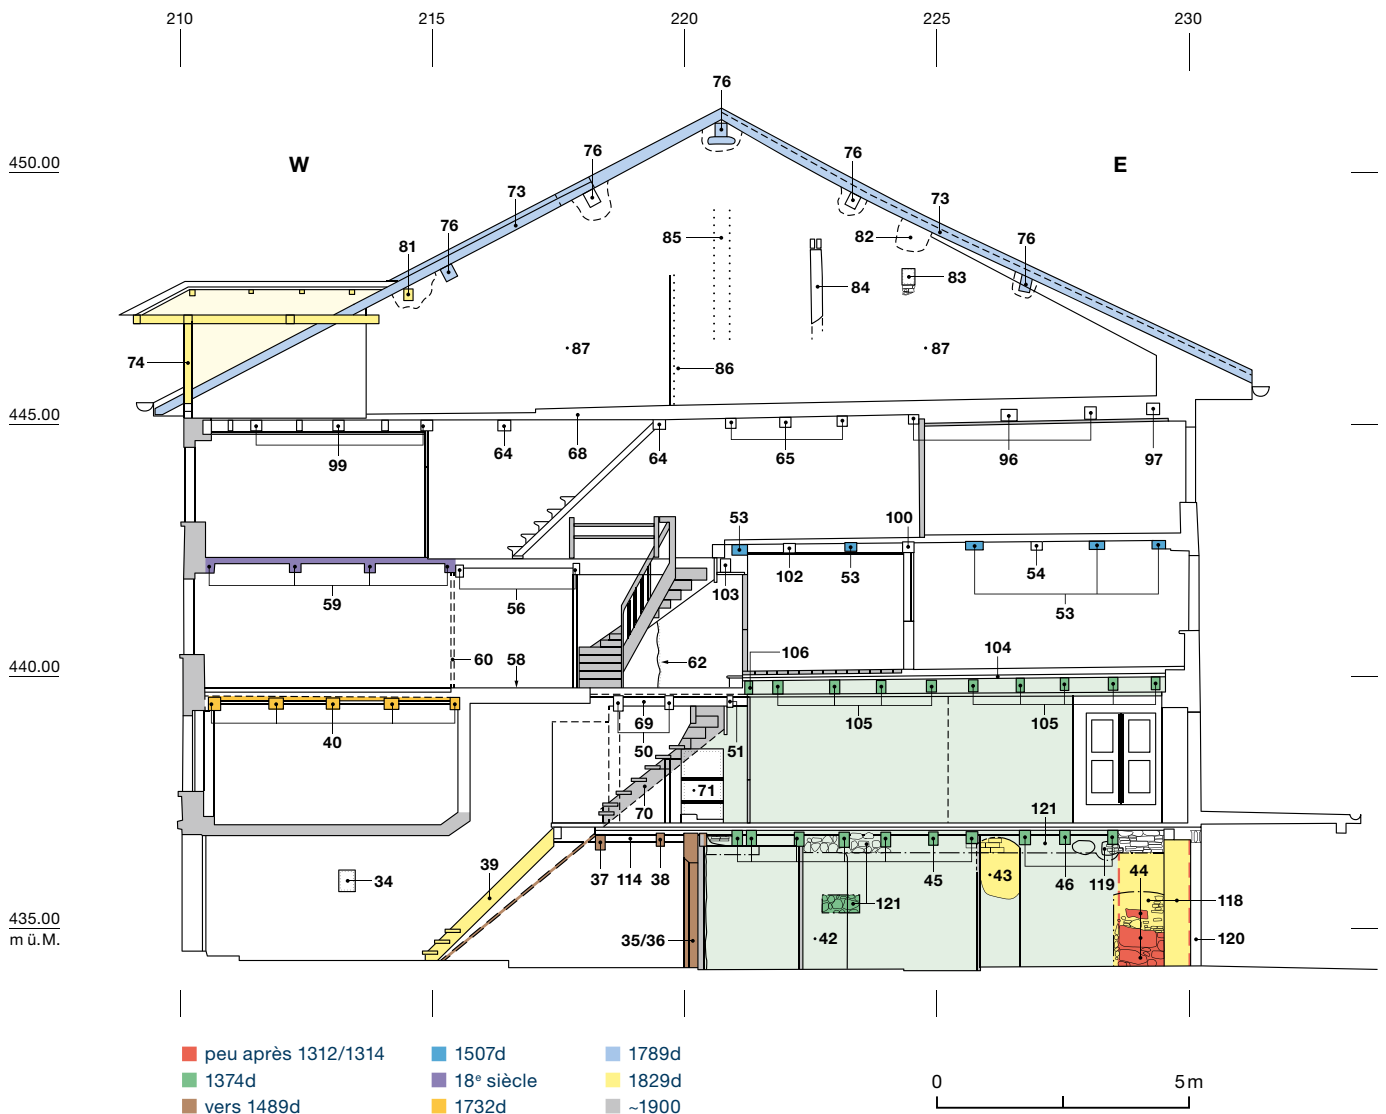 210 215 220 225 230
76
450.00 W 76 76 E
73 73
76 85 82 76
81
83
84
74 87 87
86
445.00
99 64 68 64 65 96 97
53 100
102 53 54
103
59 56 53
440.00 60 58 62 106 104
40 69 105 105
50 51
71
70 121
39 37 114 38 45 46 119 44
34 43
435.00 121 118
m ü.M. 35/36 42 120
peu après 1312/1314 1507d 1789d
1374d 18e siècle 1829d
vers 1489d 1732d ~1900
0 5 m